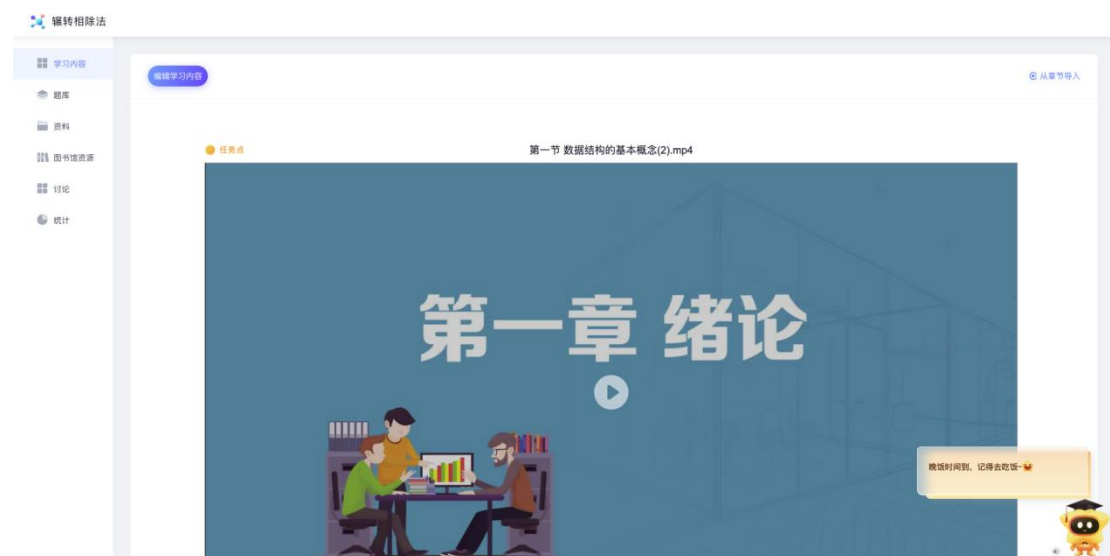 辗转相除法
学习内容
编辑学习内容
从章节导入
题库
资料
图书馆资源
讨论
统计
任务点
第一节 数据结构的基本概念(2).mp4
第一章 绪论
晚饭时间到，记得去吃饭~😋